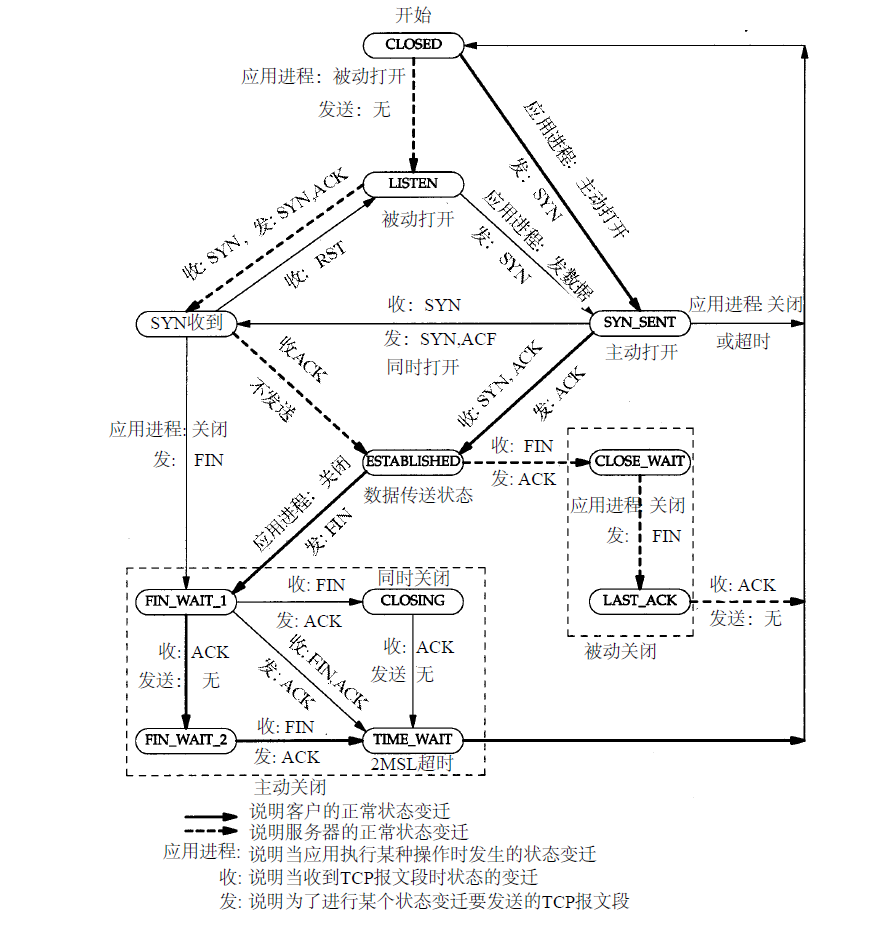 开始
CLOSED
应用进程：被动打开
发送：无
应用进程：主动打开
发：SYN
LISTEN
被动打开
收: SYN，发: SYN,ACK
收：RST
应用进程：发数据
发：SYN
SYN收到
收：SYN
发：SYN,ACF
同时打开
SYN_SENT
主动打开
应用进程: 关闭
或超时
收ACK
不发送
收: SYN, ACK
发: ACK
应用进程: 关闭
发: FIN
ESTABLISHED
数据传送状态
收：FIN
发: ACK
CLOSE_WAIT
应用进程 关闭
发: FIN
LAST_ACK
收: ACK
发送：无
被动关闭
应用进程：关闭
发: FIN
FIN_WAIT_1
收: FIN
发: ACK
同时关闭
CLOSING
收: ACK
发送： 无
收: FIN,ACK
发: ACK
收: ACK
发送 无
FIN_WAIT_2
收: FIN
发: ACK
TIME_WAIT
2MSL超时
主动关闭
说明客户的正常状态变迁
说明服务器的正常状态变迁
应用进程: 说明当应用执行某种操作时发生的状态变迁
收: 说明当收到TCP报文段时状态的变迁
发: 说明为了进行某个状态变迁要发送的TCP报文段